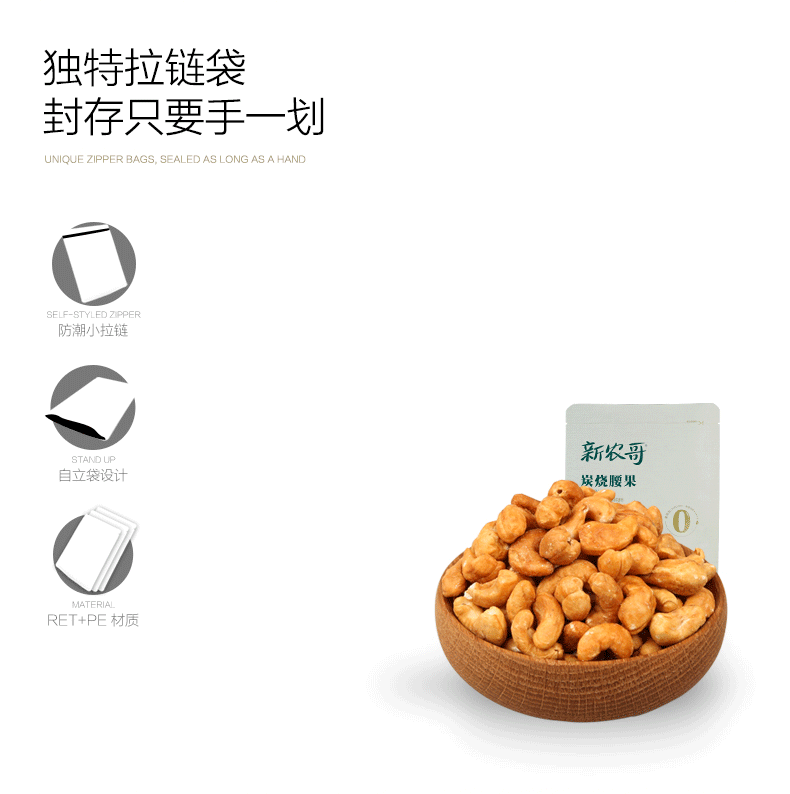 独特拉链袋
封存只要手一划
UNIQUE ZIPPER BAGS, SEALED AS LONG AS A HAND
SELF-STYLED ZIPPER
防潮小拉链
STAND UP
自立袋设计
MATERIAL
RET+PE 材质
新农哥
炭烧腰果
0